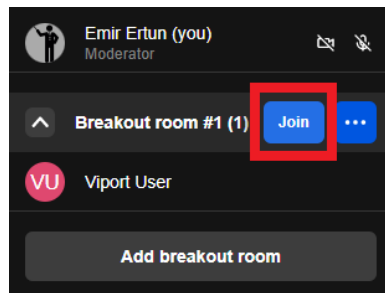 Emir Ertun (you)
Moderator
Breakout room #1 (1)
Join
VU
Viport User
Add breakout room